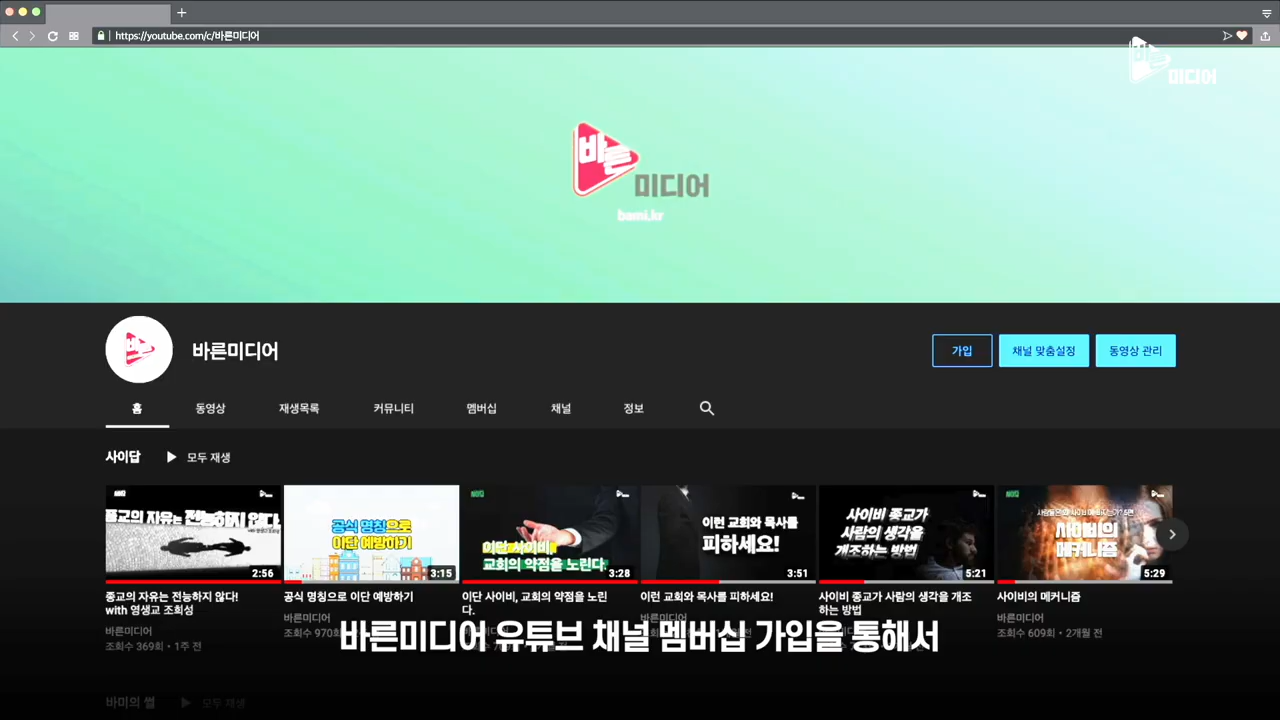 https://youtube.com/c/바른미디어
바른
미디어
바른
미디어
bami.kr
바른
바른미디어
가입
채널 맞춤설정
동영상 관리
홈
동영상
재생목록
커뮤니티
멤버십
채널
정보
사이답
모두 재생
종교의 자유는 전능하지 않다.
2:56
공식 명칭으로
이단 예방하기
3:15
이단 사이비,
교회의 약점을 노린다.
3:28
이런 교회와 목사를
피하세요!
3:51
사이비 종교가
사람의 생각을
개조하는 방법
5:21
사이비의
메커니즘
5:29
종교의 자유는 전능하지 않다!
with 영생교 조희성
바른미디어
조회수 369회 • 1주 전
공식 명칭으로 이단 예방하기
바른미디어
조회수 970회
이단 사이비, 교회의 약점을 노린
다.
이런 교회와 목사를 피하세요!
바른미디어
사이비 종교가 사람의 생각을 개조
하는 방법
사이비의 메커니즘
바른미디어
조회수 609회 • 2개월 전
바른미디어 유튜브 채널 멤버십 가입을 통해서
바미의 썰
모두 재생